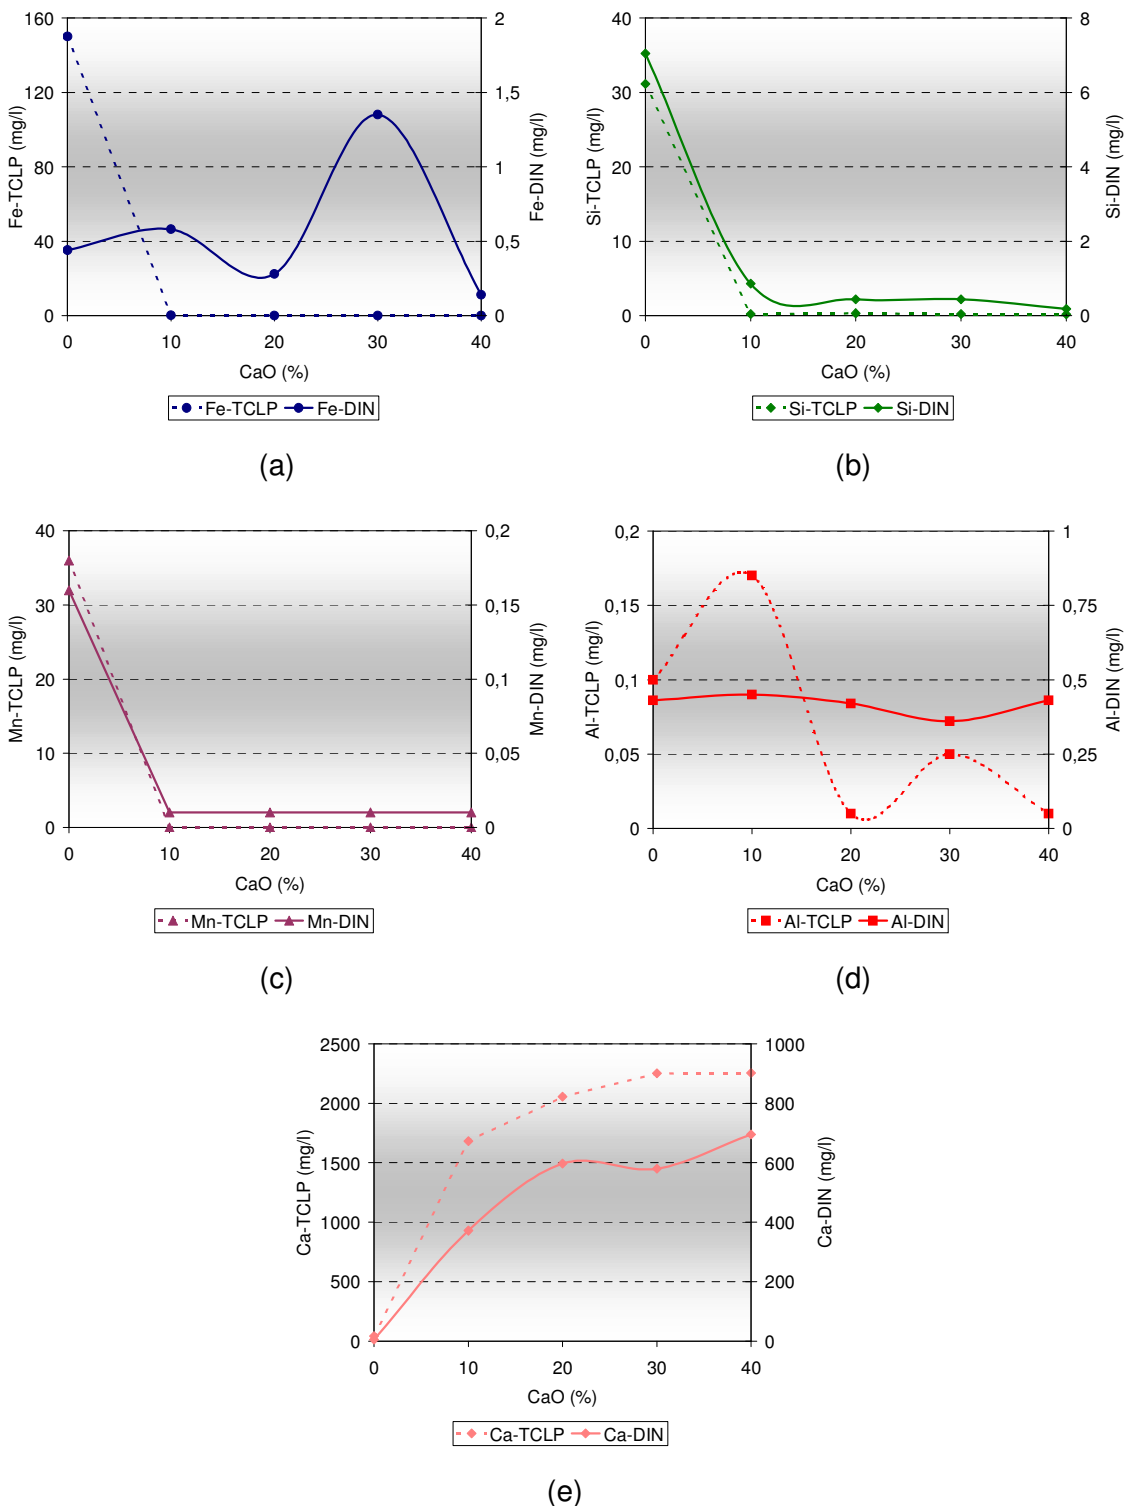 160
120
80
40
0
Fe-TCLP (mg/l)
2
1,5
1
0,5
0
Fe-DIN (mg/l)
0 10 20 30 40
CaO (%)
Fe-TCLP Fe-DIN
(a)
40
30
20
10
0
Si-TCLP (mg/l)
8
6
4
2
0
Si-DIN (mg/l)
0 10 20 30 40
CaO (%)
Si-TCLP Si-DIN
(b)
40
30
20
10
0
Mn-TCLP (mg/l)
0,2
0,15
0,1
0,05
0
Mn-DIN (mg/l)
0 10 20 30 40
CaO (%)
Mn-TCLP Mn-DIN
(c)
0,2
0,15
0,1
0,05
0
Al-TCLP (mg/l)
1
0,75
0,5
0,25
0
Al-DIN (mg/l)
0 10 20 30 40
CaO (%)
Al-TCLP Al-DIN
(d)
2500
2000
1500
1000
500
0
Ca-TCLP (mg/l)
1000
800
600
400
200
0
Ca-DIN (mg/l)
0 10 20 30 40
CaO (%)
Ca-TCLP Ca-DIN
(e)